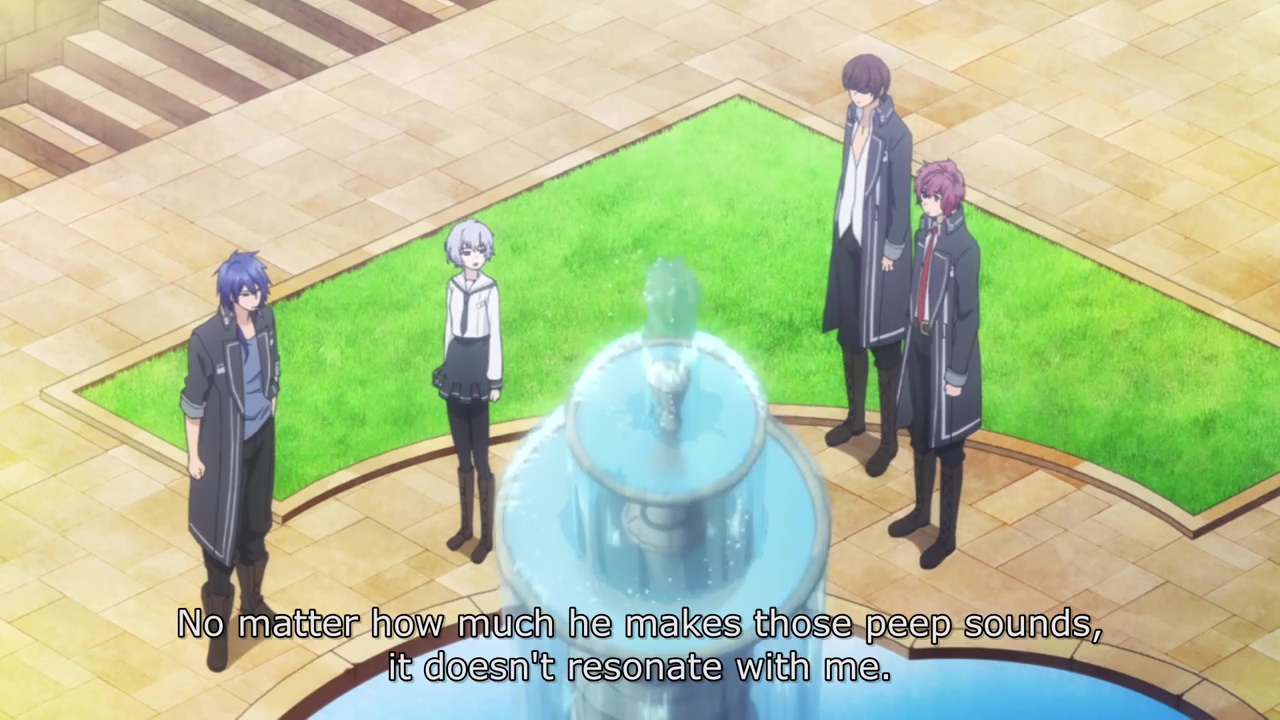 No matter how much he makes those peep sounds,
it doesn't resonate with me.